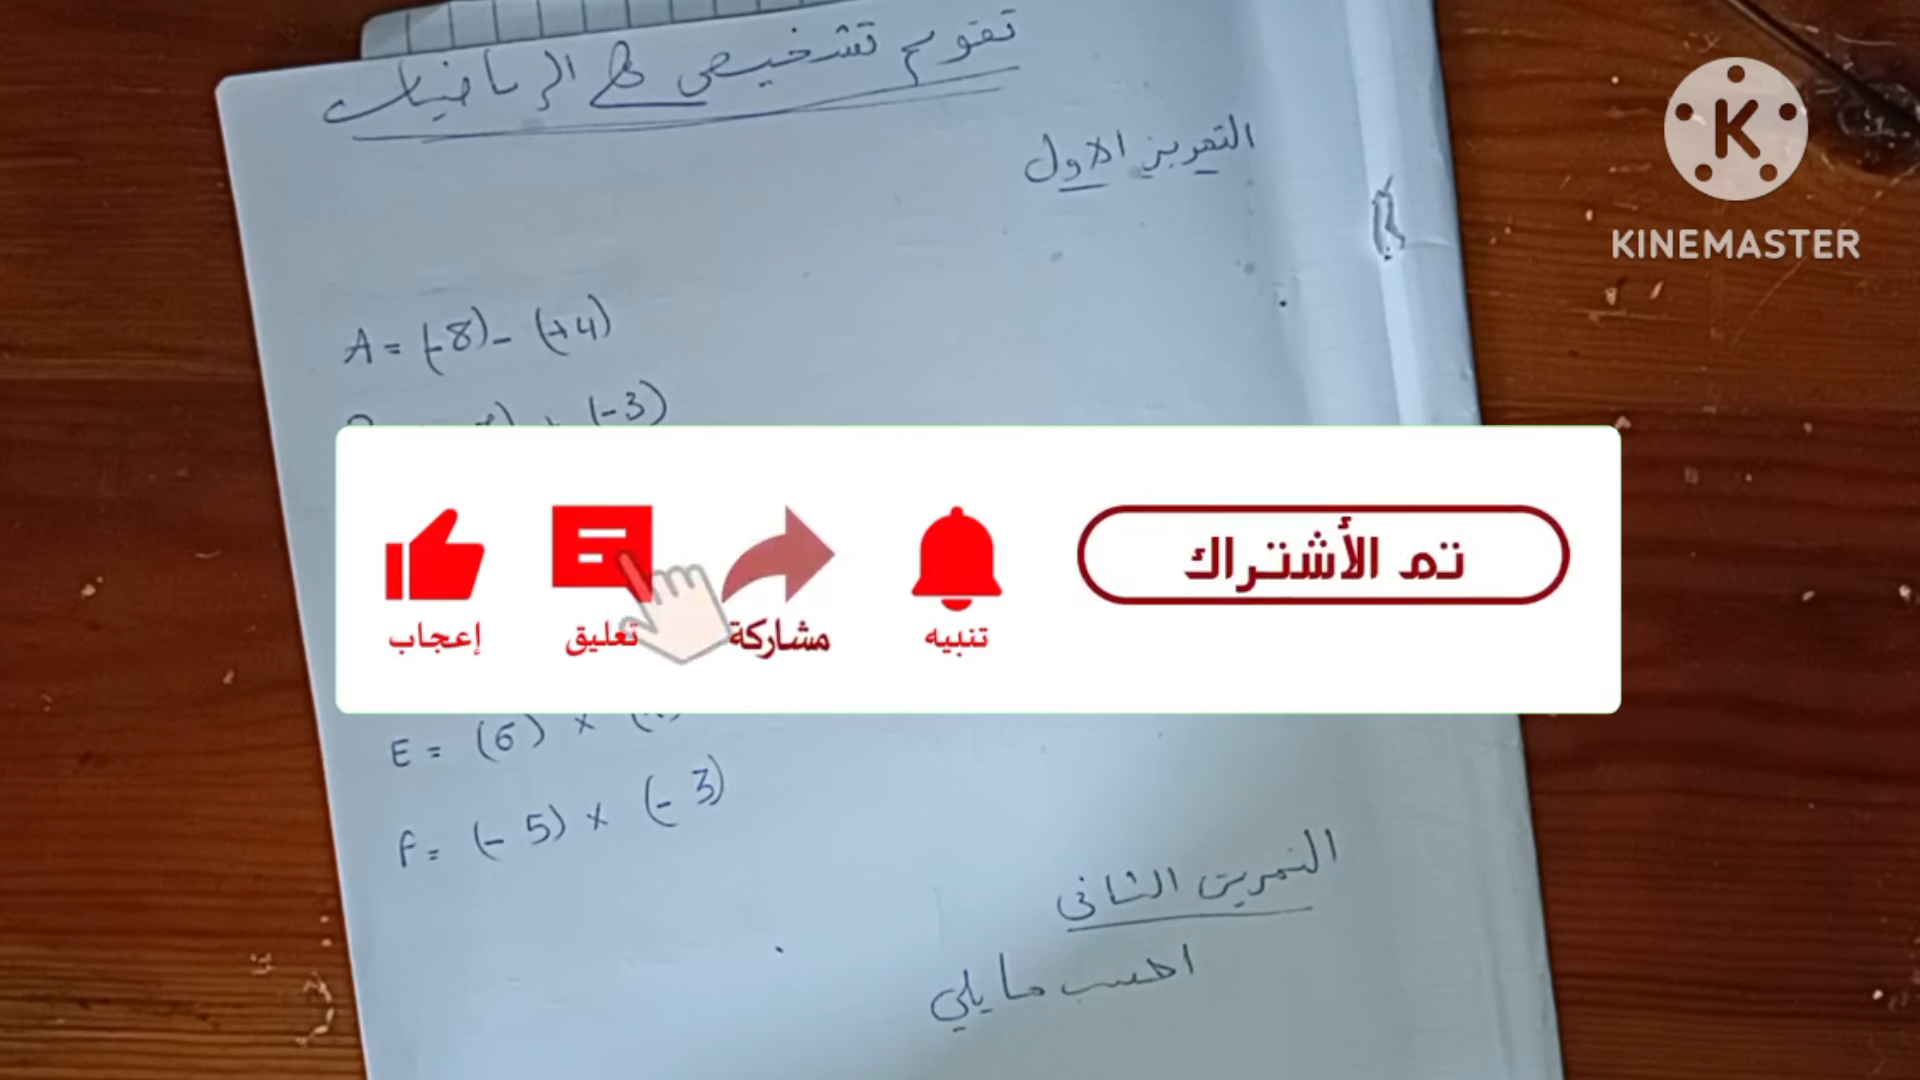 تقويم تشخيصي في الرياضيات
التمرين الاول
KINEMASTER
A = (-8) - (+4)
(-3)
تم الأشتراك
إعجاب
تعليق
مشاركة
تنبيه
E = (6) ×
F = (-5) × (-3)
التمرين الثاني
احسب ما يلي